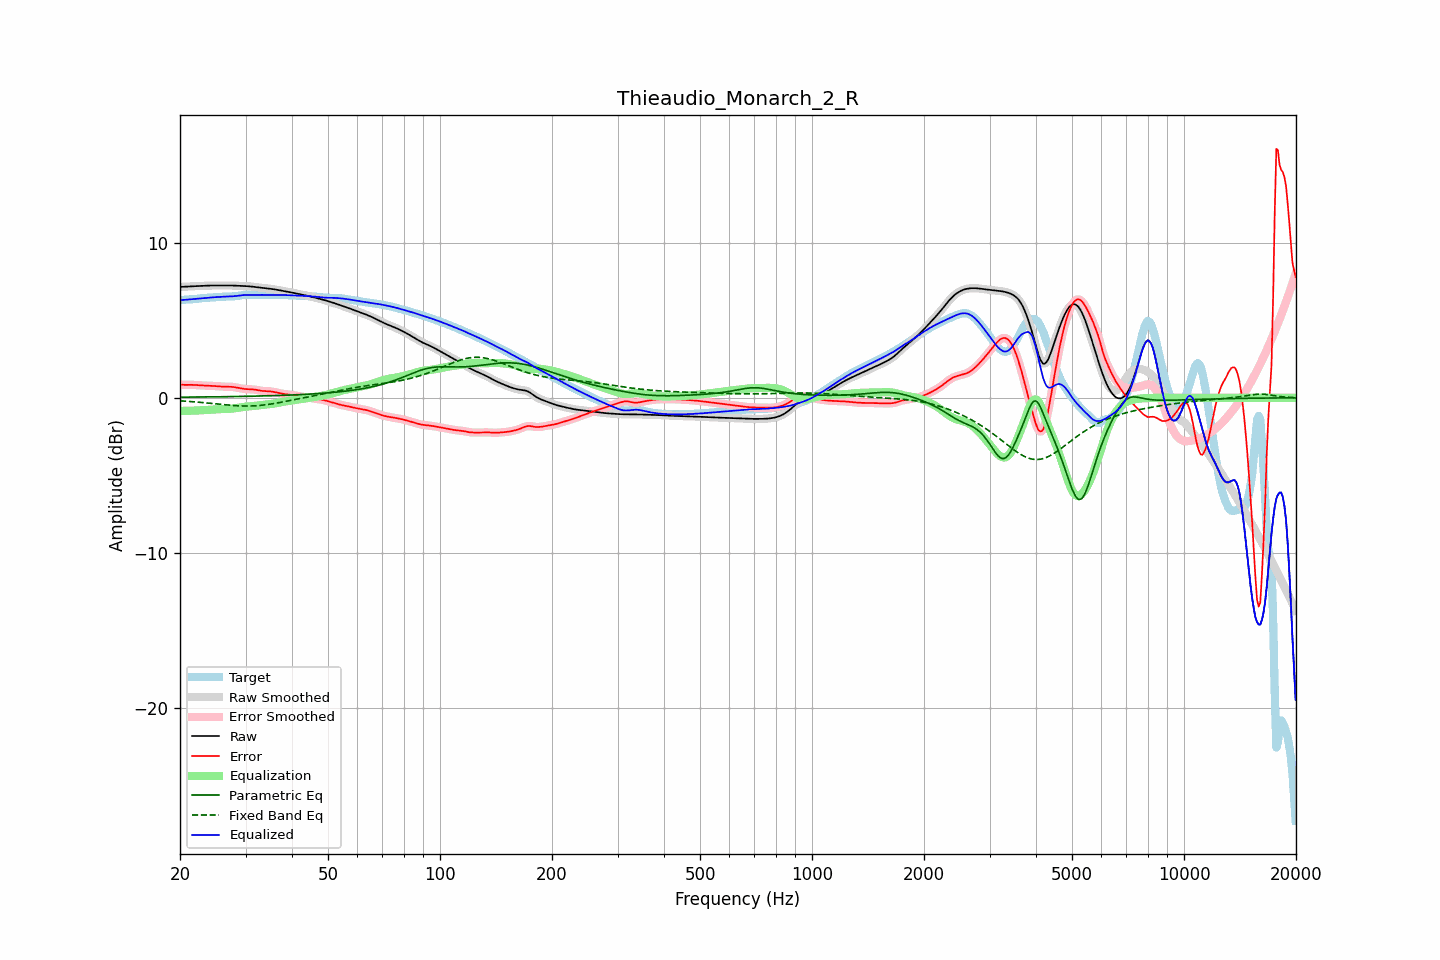 Thieaudio_Monarch_2_R
Amplitude (dBr)
10
0
−10
−20
Target
Raw Smoothed
Error Smoothed
Raw
Error
Equalization
Parametric Eq
Fixed Band Eq
Equalized
20 50 100 200 500 1000 2000 5000 10000 20000
Frequency (Hz)